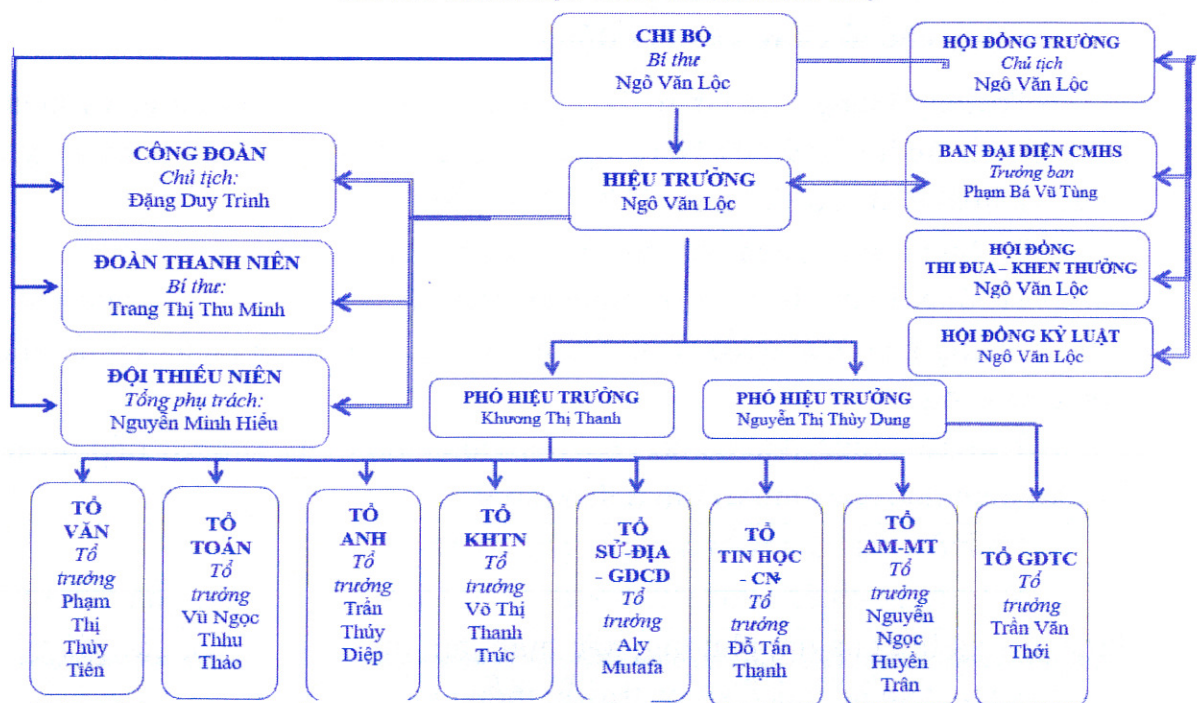 CHI BỘ
Bí thư
Ngô Văn Lộc
HỘI ĐỒNG TRƯỜNG
Chủ tịch
Ngô Văn Lộc
CÔNG ĐOÀN
Chủ tịch:
Đặng Duy Trinh
HIỆU TRƯỞNG
Ngô Văn Lộc
BAN ĐẠI DIỆN CMHS
Trưởng ban
Phạm Bá Vũ Tùng
ĐOÀN THANH NIÊN
Bí thư:
Trang Thị Thu Minh
HỘI ĐỒNG
THI ĐUA – KHEN THƯỞNG
Ngô Văn Lộc
HỘI ĐỒNG KỶ LUẬT
Ngô Văn Lộc
ĐỘI THIẾU NIÊN
Tổng phụ trách:
Nguyễn Minh Hiểu
PHÓ HIỆU TRƯỞNG
Khương Thị Thanh
PHÓ HIỆU TRƯỞNG
Nguyễn Thị Thùy Dung
TỔ
VĂN
Tổ
trưởng
Phạm
Thị
Thủy
Tiên
TỔ
TOÁN
Tổ
trưởng
Vũ Ngọc
Thhu
Thảo
TỔ
ANH
Tổ
trưởng
Trần
Thúy
Diệp
TỔ
KHTN
Tổ
trưởng
Võ Thị
Thanh
Trúc
TỔ
SỬ-ĐỊA
- GDCD
Tổ
trưởng
Aly
Mutafa
TỔ
TIN HỌC
- CN
Tổ
trưởng
Đỗ Tấn
Thạnh
TỔ
AM-MT
Tổ
trưởng
Nguyễn
Ngọc
Huyền
Trân
TỔ GDTC
Tổ
trưởng
Trần Văn
Thới